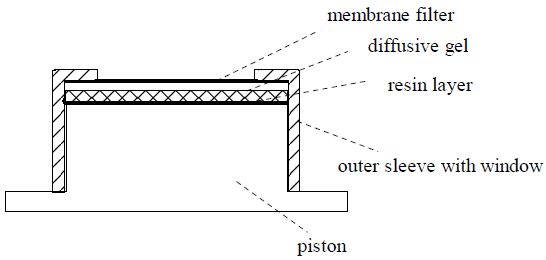 membrane filter
diffusive gel
resin layer
outer sleeve with window
piston